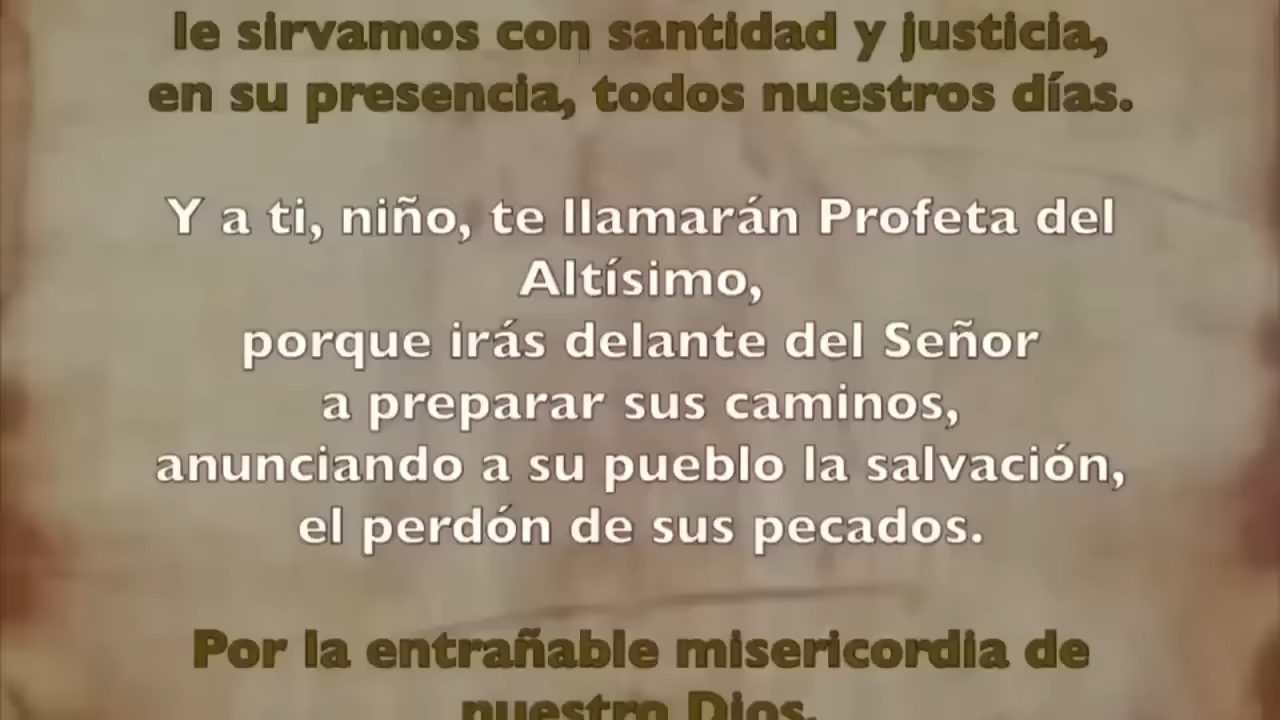 le sirvamos con santidad y justicia,
en su presencia, todos nuestros días.
Y a ti, niño, te llamarán Profeta del
Altísimo,
porque irás delante del Señor
a preparar sus caminos,
anunciando a su pueblo la salvación,
el perdón de sus pecados.
Por la entrañable misericordia de
nuestro Dios,